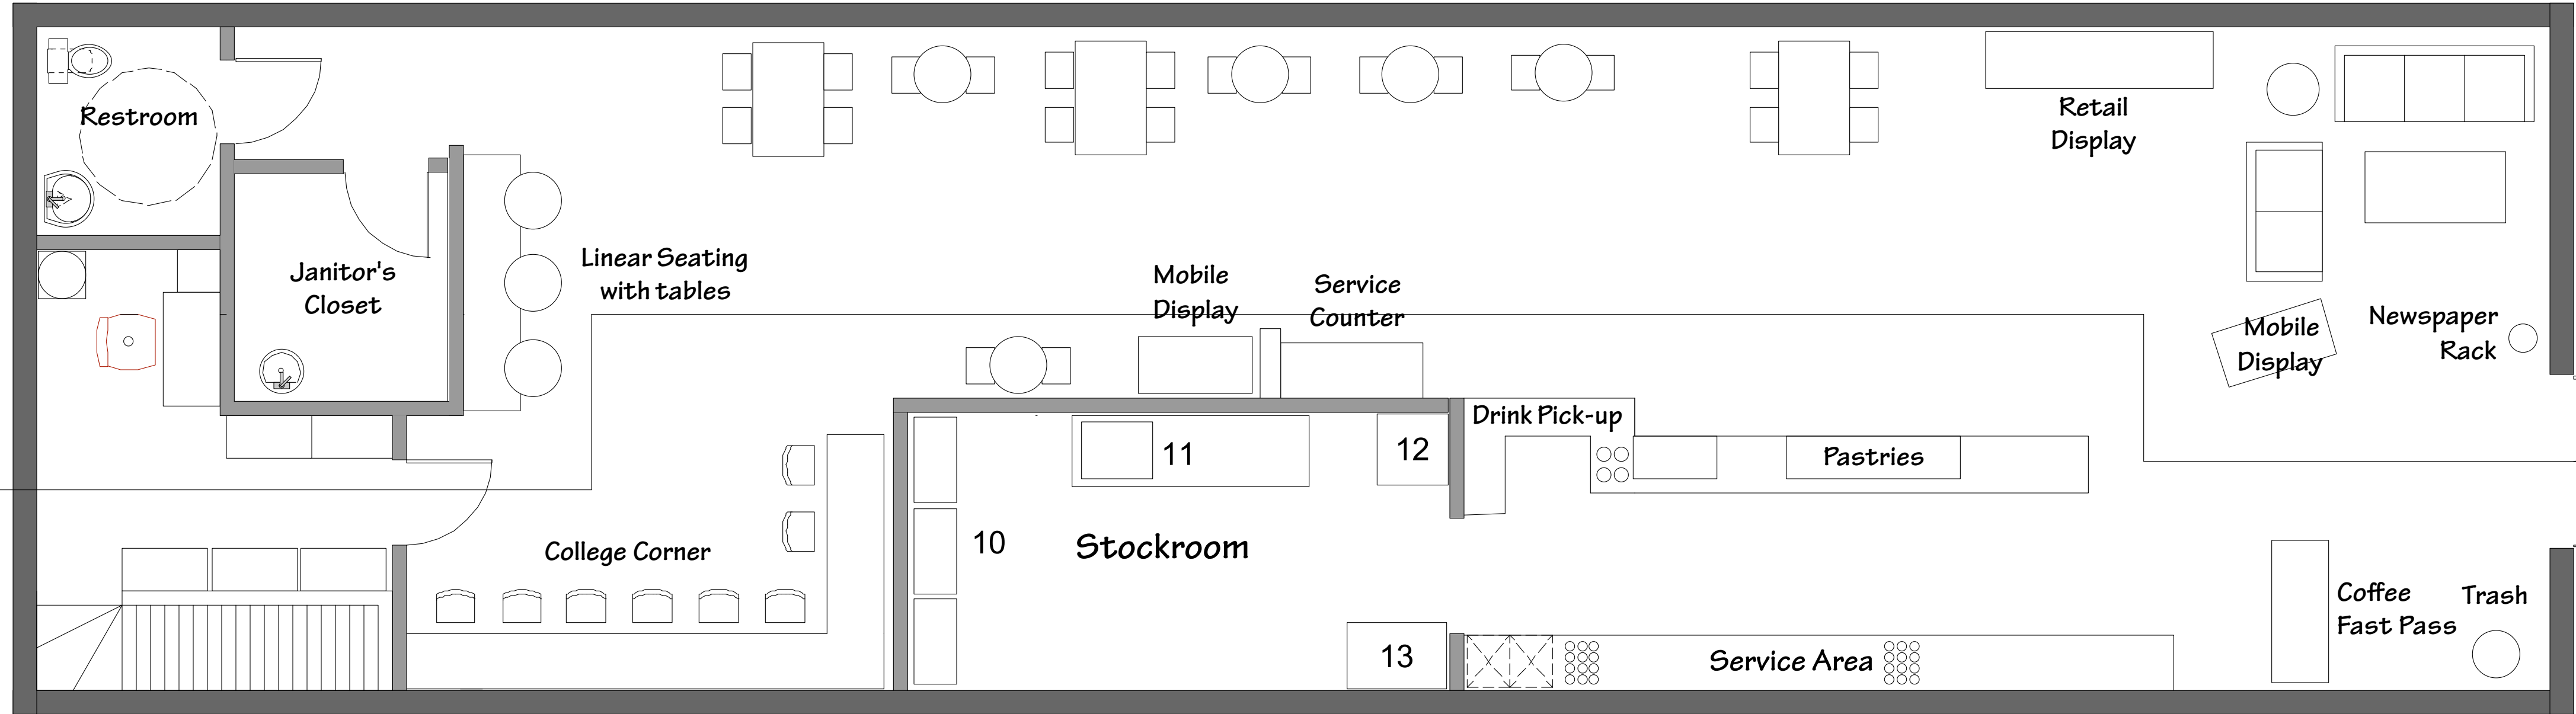 Restroom
Retail
Display
Janitor's
Closet
Linear Seating
with tables
Mobile
Display
Service
Counter
Mobile
Display
Newspaper
Rack
Drink Pick-up
11
12
Pastries
College Corner
10
Stockroom
Coffee
Fast Pass
Trash
13
Service Area